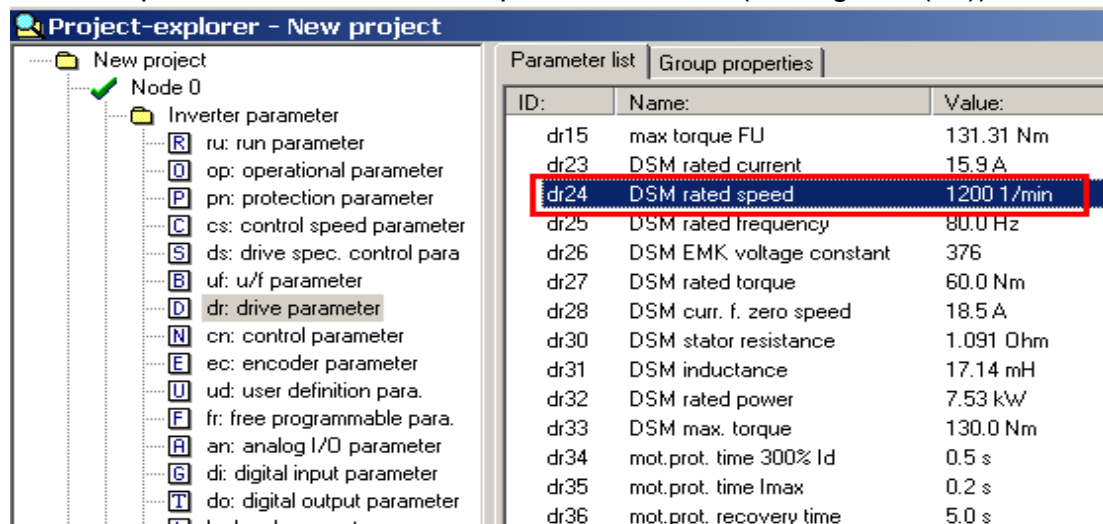 Project-explorer - New project
New project
Node 0
Inverter parameter
R ru: run parameter
O op: operational parameter
P pn: protection parameter
C cs: control speed parameter
S ds: drive spec. control para
B uf: u/f parameter
D dr: drive parameter
N cn: control parameter
E ec: encoder parameter
U ud: user definition para.
F fr: free programmable para.
A an: analog I/O parameter
G di: digital input parameter
T do: digital output parameter
Parameter list Group properties
ID: Name: Value:
dr15 max torque FU 131.31 Nm
dr23 DSM rated current 15.9 A
dr24 DSM rated speed 1200 1/min
dr25 DSM rated frequency 80.0 Hz
dr26 DSM EMK voltage constant 376
dr27 DSM rated torque 60.0 Nm
dr28 DSM curr. f. zero speed 18.5 A
dr30 DSM stator resistance 1.091 Ohm
dr31 DSM inductance 17.14 mH
dr32 DSM rated power 7.53 kW
dr33 DSM max. torque 130.0 Nm
dr34 mot.prot. time 300% Id 0.5 s
dr35 mot.prot. time Imax 0.2 s
dr36 mot.prot. recovery time 5.0 s